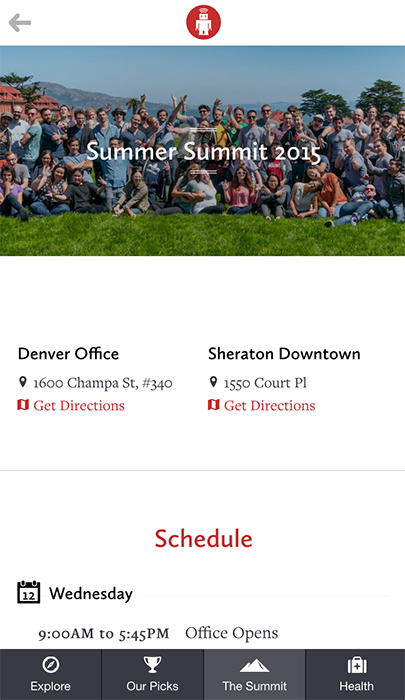 Summer Summit 2015
Denver Office
1600 Champa St, #340
Get Directions
Sheraton Downtown
1550 Court Pl
Get Directions
Schedule
12 Wednesday
9:00AM to 5:45PM Office Opens
Explore Our Picks The Summit Health